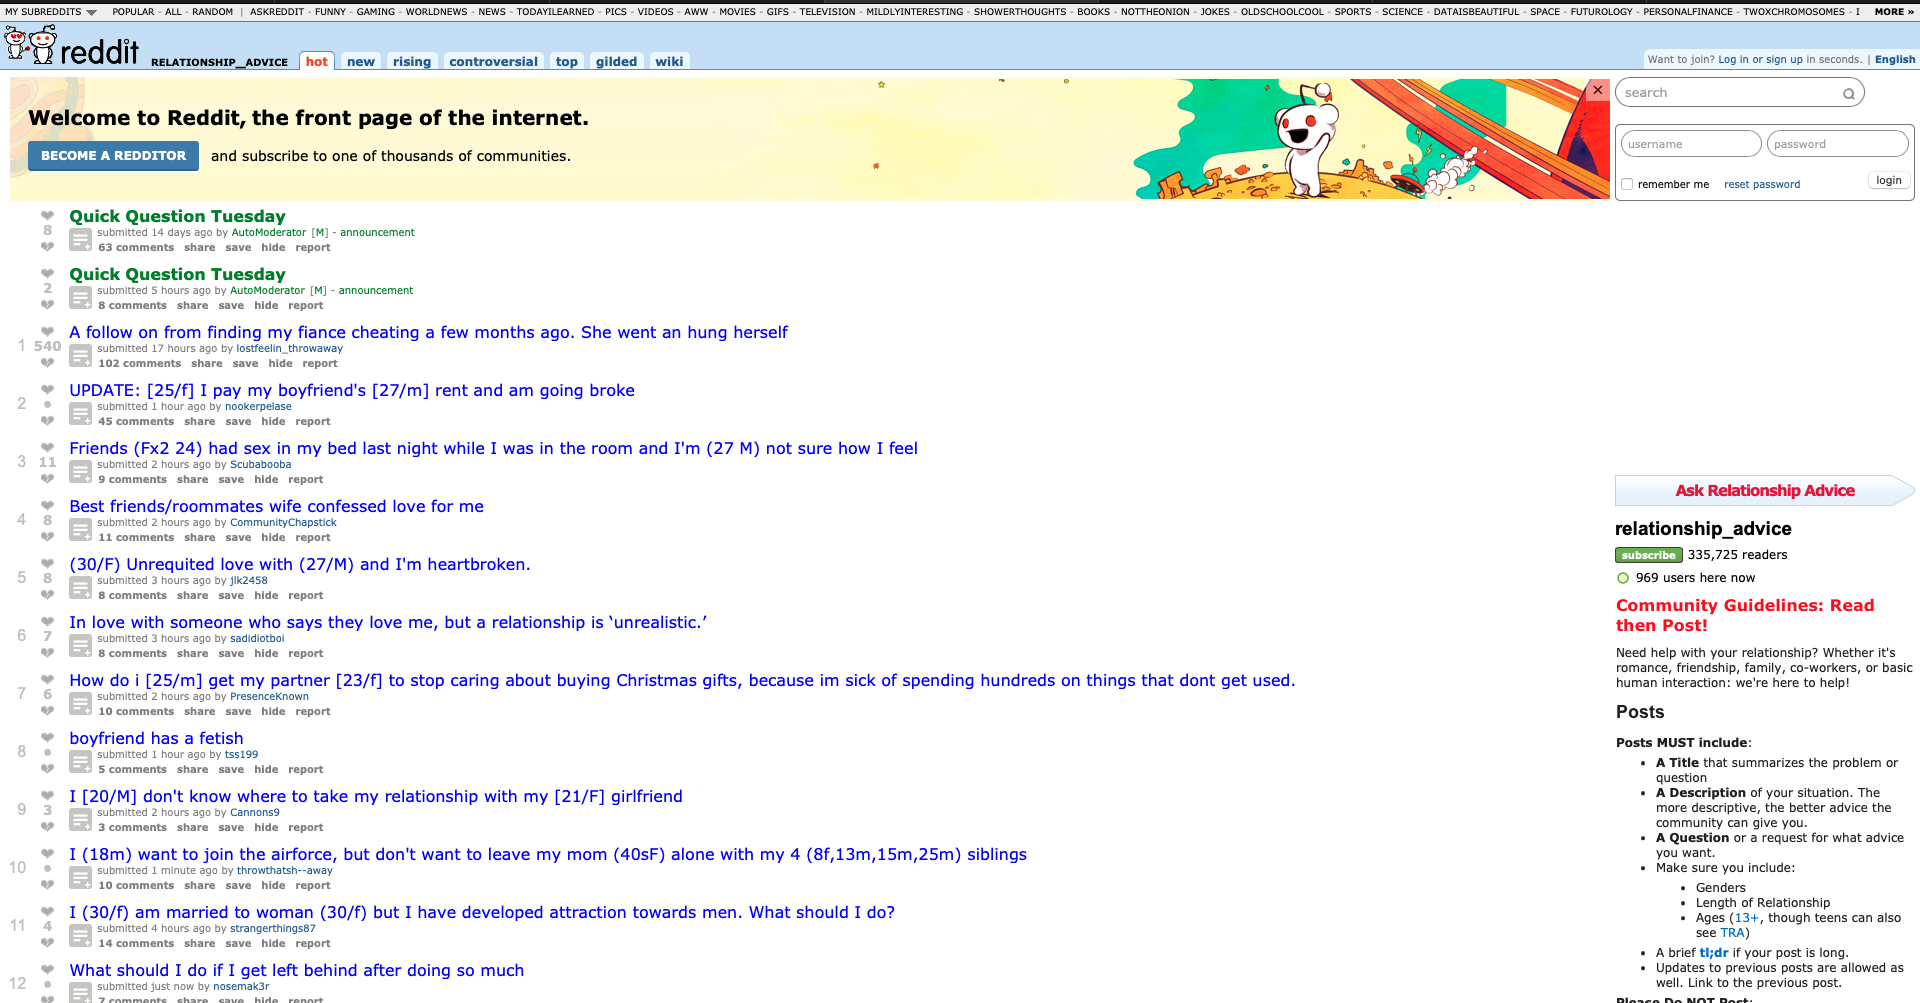 MY SUBREDDITS POPULAR - ALL - RANDOM | ASKREDDIT - FUNNY - GAMING - WORLDNEWS - NEWS - TODAYILEARNED - PICS - VIDEOS - AWW - MOVIES - GIFS - TELEVISION - MILDLYINTERESTING - SHOWERTHOUGHTS - BOOKS - NOTTHEONION - JOKES - OLDSCHOOLCOOL - SPORTS - SCIENCE - DATAISBEAUTIFUL - SPACE - FUTUROLOGY - PERSONALFINANCE - TWOXCHROMOSOMES - I MORE »
reddit RELATIONSHIP_ADVICE hot new rising controversial top gilded wiki
Want to join? Log in or sign up in seconds. | English
Welcome to Reddit, the front page of the internet.
BECOME A REDDITOR and subscribe to one of thousands of communities.
Quick Question Tuesday
8
submitted 14 days ago by AutoModerator [M] - announcement
63 comments share save hide report
Quick Question Tuesday
2
submitted 5 hours ago by AutoModerator [M] - announcement
8 comments share save hide report
A follow on from finding my fiance cheating a few months ago. She went an hung herself
1 540
submitted 17 hours ago by lostfeelin_throwaway
102 comments share save hide report
UPDATE: [25/f] I pay my boyfriend's [27/m] rent and am going broke
2 •
submitted 1 hour ago by nookerpelase
45 comments share save hide report
Friends (Fx2 24) had sex in my bed last night while I was in the room and I'm (27 M) not sure how I feel
3 11
submitted 2 hours ago by Scubabooba
9 comments share save hide report
Best friends/roommates wife confessed love for me
4 8
submitted 2 hours ago by CommunityChapstick
11 comments share save hide report
(30/F) Unrequited love with (27/M) and I'm heartbroken.
5 8
submitted 3 hours ago by jlk2458
8 comments share save hide report
In love with someone who says they love me, but a relationship is ‘unrealistic.’
6 7
submitted 3 hours ago by sadidiotboi
8 comments share save hide report
How do i [25/m] get my partner [23/f] to stop caring about buying Christmas gifts, because im sick of spending hundreds on things that dont get used.
7 6
submitted 2 hours ago by PresenceKnown
10 comments share save hide report
boyfriend has a fetish
8 •
submitted 1 hour ago by tss199
5 comments share save hide report
I [20/M] don't know where to take my relationship with my [21/F] girlfriend
9 3
submitted 2 hours ago by Cannons9
3 comments share save hide report
I (18m) want to join the airforce, but don't want to leave my mom (40sF) alone with my 4 (8f,13m,15m,25m) siblings
10 •
submitted 1 minute ago by throwthatsh--away
10 comments share save hide report
I (30/f) am married to woman (30/f) but I have developed attraction towards men. What should I do?
11 4
submitted 4 hours ago by strangerthings87
14 comments share save hide report
What should I do if I get left behind after doing so much
12 •
submitted just now by nosemak3r
7 comments share save hide report
search
username password
remember me reset password login
Ask Relationship Advice
relationship_advice
subscribe 335,725 readers
969 users here now
Community Guidelines: Read
then Post!
Need help with your relationship? Whether it's
romance, friendship, family, co-workers, or basic
human interaction: we're here to help!
Posts
Posts MUST include:
• A Title that summarizes the problem or
question
• A Description of your situation. The
more descriptive, the better advice the
community can give you.
• A Question or a request for what advice
you want.
• Make sure you include:
• Genders
• Length of Relationship
• Ages (13+, though teens can also
see TRA)
• A brief tl;dr if your post is long.
• Updates to previous posts are allowed as
well. Link to the previous post.
Please Do NOT Post: